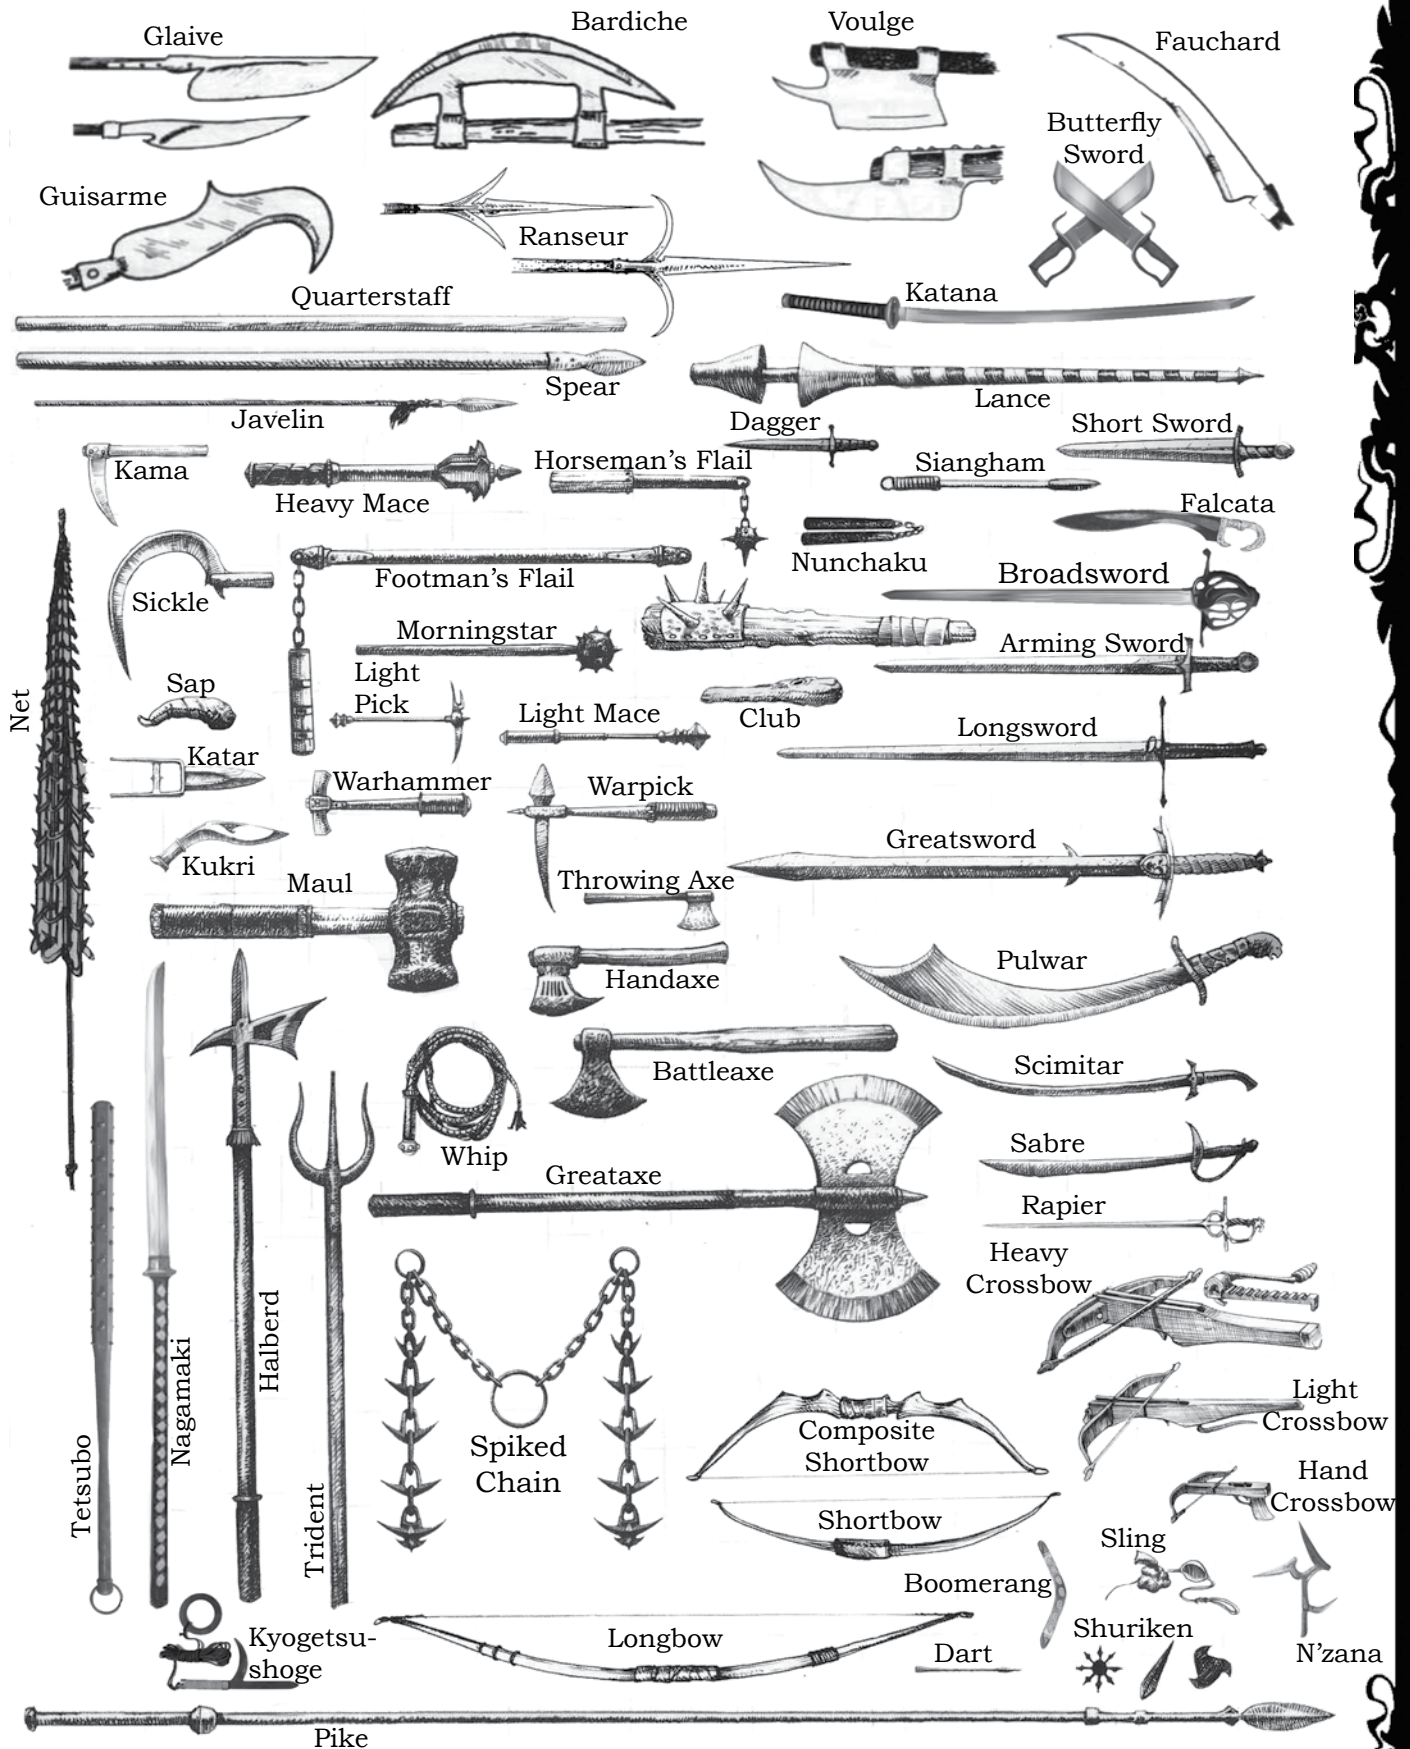 Glaive
Bardiche
Voulge
Fauchard
Butterfly
Sword
Guisarme
Ranseur
Quarterstaff
Katana
Spear
Lance
Javelin
Dagger
Short Sword
Kama
Heavy Mace
Horseman's Flail
Siangham
Falcata
Nunchaku
Footman's Flail
Sickle
Broadsword
Morningstar
Arming Sword
Net
Sap
Light
Pick
Light Mace
Club
Longsword
Katar
Warhammer
Warpick
Kukri
Maul
Throwing Axe
Greatsword
Handaxe
Pulwar
Battleaxe
Scimitar
Whip
Sabre
Greataxe
Rapier
Heavy
Crossbow
Halberd
Nagamaki
Tetsubo
Trident
Spiked
Chain
Composite
Shortbow
Light
Crossbow
Hand
Crossbow
Shortbow
Sling
Boomerang
Kyogetsu-
shoge
Longbow
Dart
Shuriken
N'zana
Pike